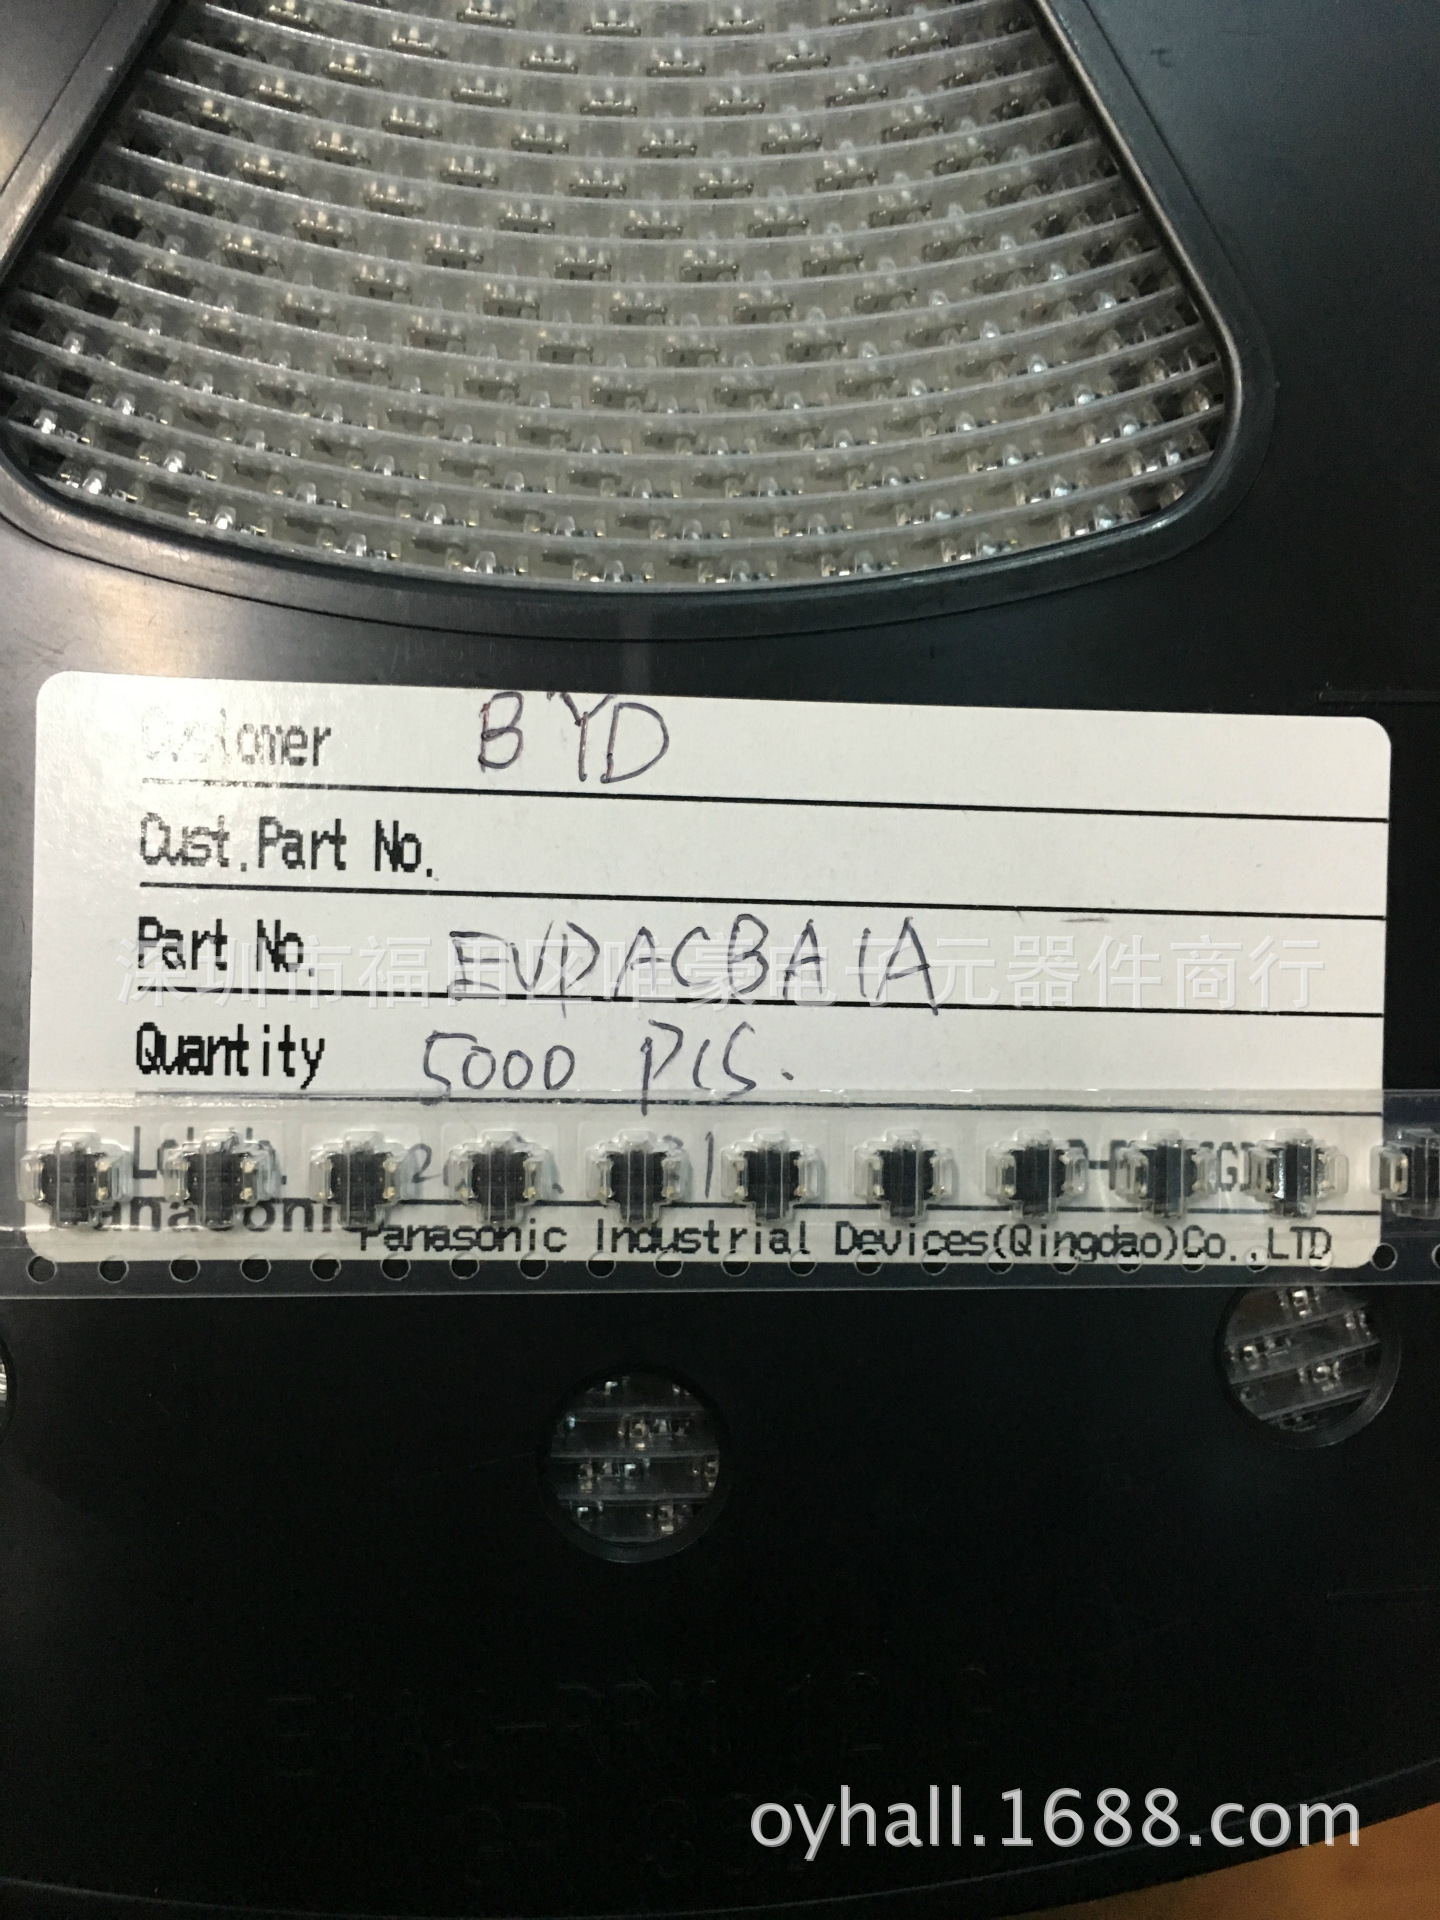 Customer BYD
Cust.Part No.
Part No. EVPACBA1A
深圳市福田区唯豪电子元器件商行
Quantity 5000 PCS.
Panasonic
Panasonic Industrial Devices(Qingdao)Co.,LTD
oyhall.1688.com